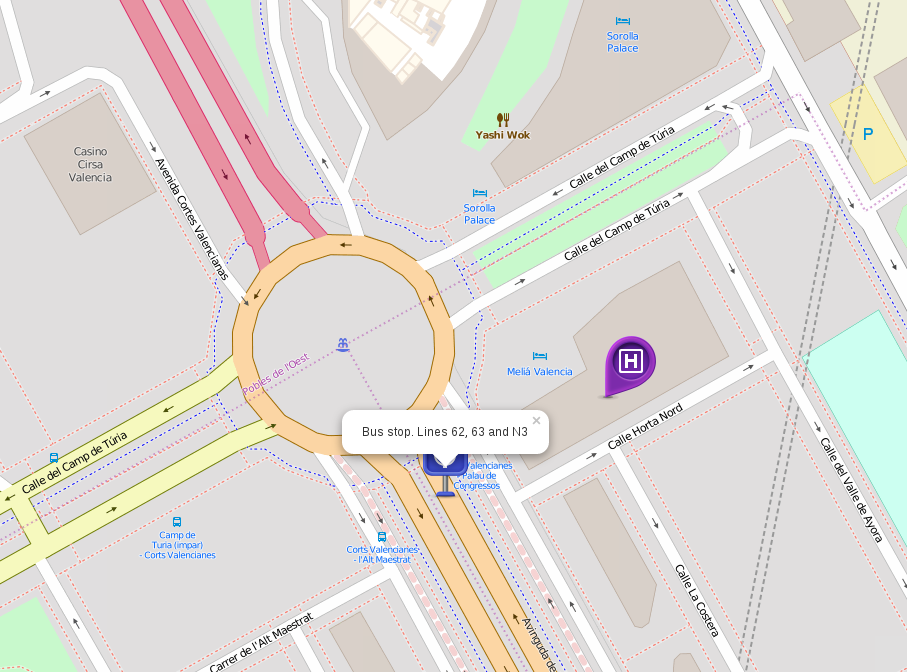 Sorolla
Palace
Yashi Wok
P
Calle del Camp de Túria
Casino
Cirsa
Valencia
Avenida Cortes Valencianas
Sorolla
Palace
Calle del Camp de Túria
Pobles de l'Oest
Meliá Valencia
H
Calle Horta Nord
Bus stop. Lines 62, 63 and N3
×
Calle del Camp de Túria
Palau de
Congressos
Calle del Valle de Ayora
Camp de
Turia (impar)
- Corts Valencianes
Corts Valencianes
- l'Alt Maestrat
Calle La Costera
Carrer de l'Alt Maestrat
Avinguda de